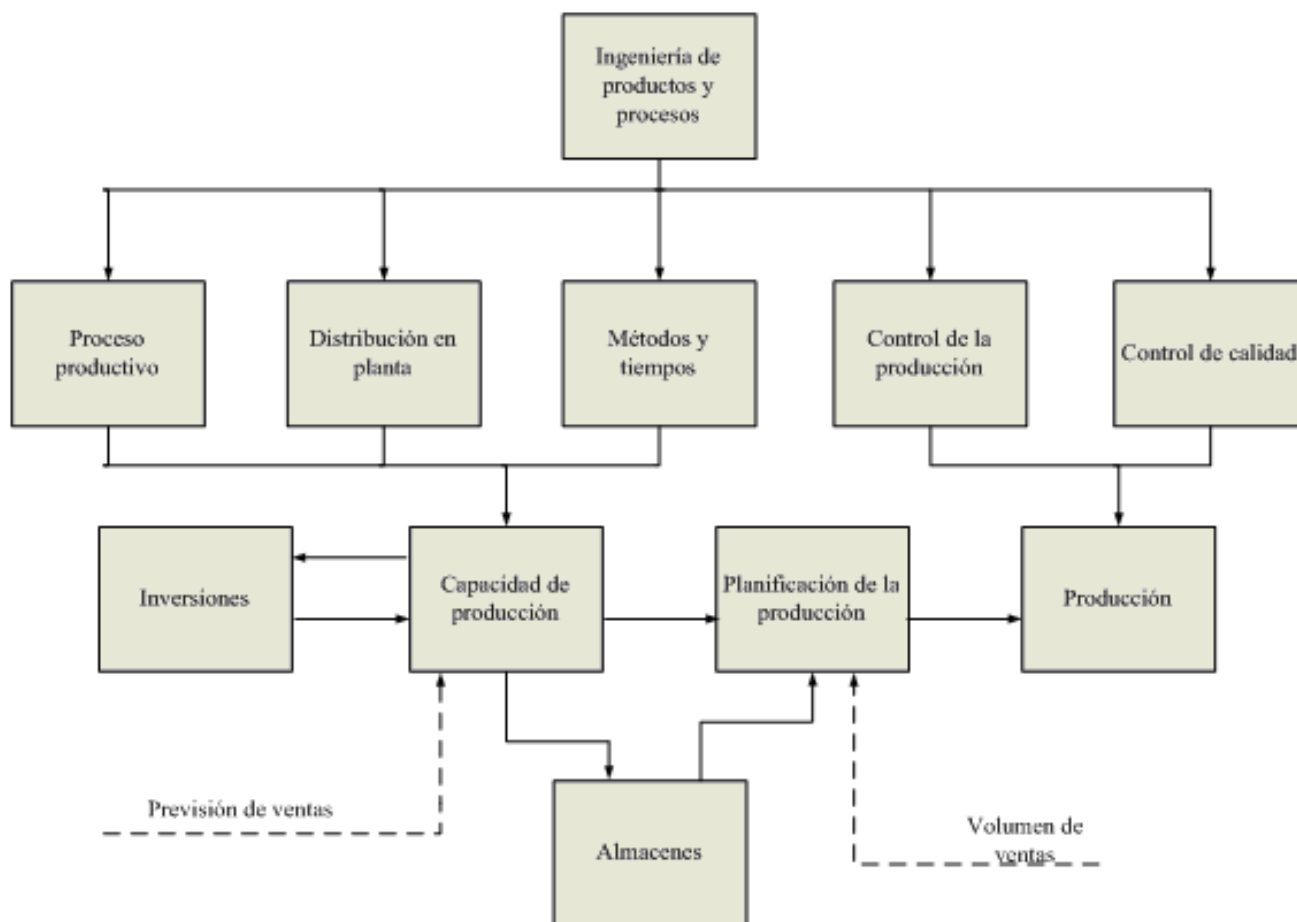 Ingeniería de
productos y
procesos
Proceso
productivo
Distribución en
planta
Métodos y
tiempos
Control de la
producción
Control de calidad
Inversiones
Capacidad de
producción
Planificación de la
producción
Producción
Previsión de ventas
Almacenes
Volumen de
ventas